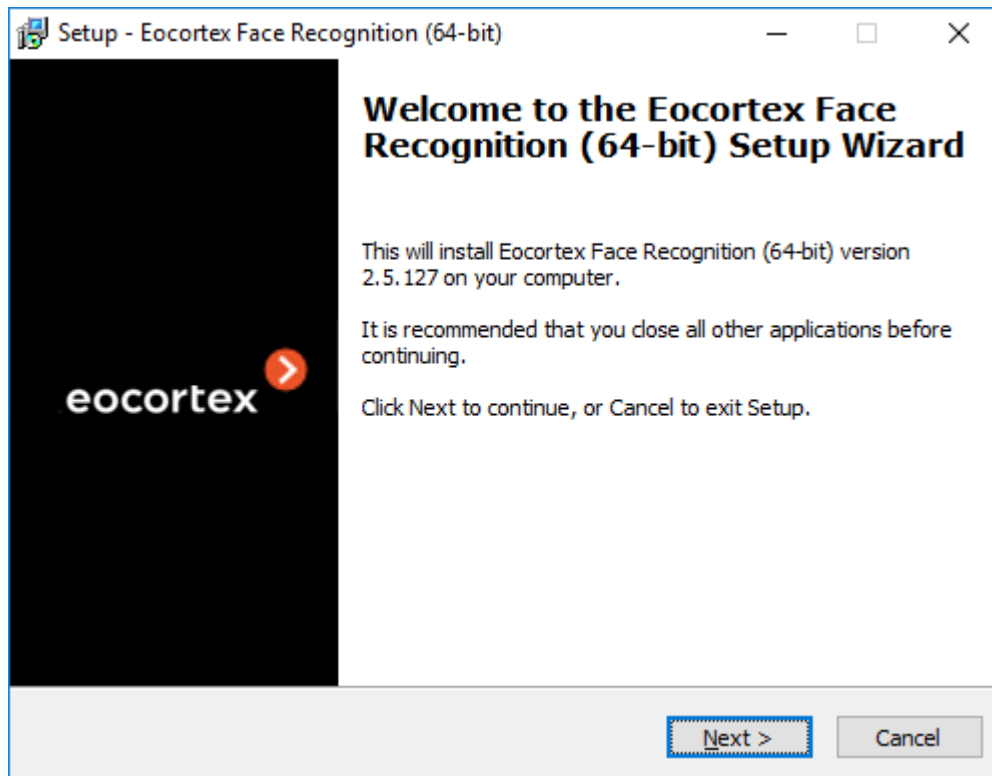 Setup - Eocortex Face Recognition (64-bit)
Welcome to the Eocortex Face
Recognition (64-bit) Setup Wizard
This will install Eocortex Face Recognition (64-bit) version
2.5.127 on your computer.
It is recommended that you close all other applications before
continuing.
Click Next to continue, or Cancel to exit Setup.
eocortex
Next >
Cancel